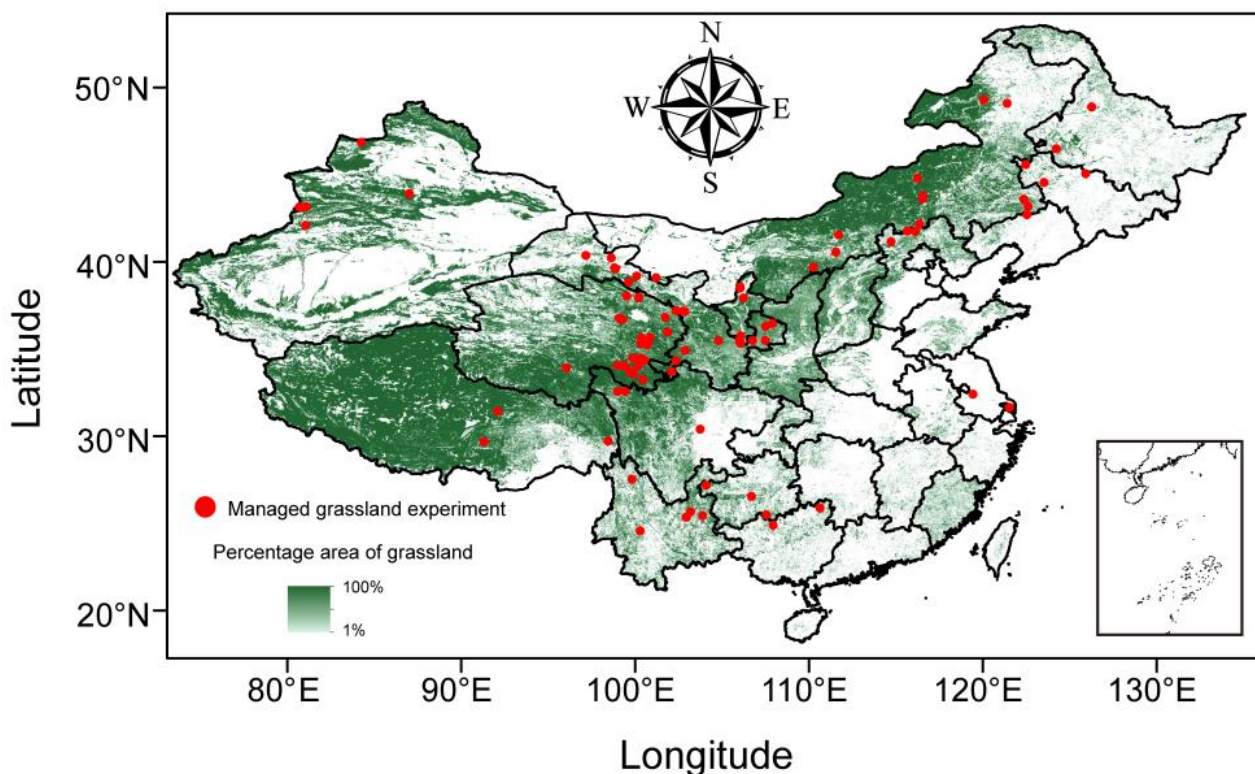 N
W E
S
50°N
40°N
30°N
20°N
Latitude
Managed grassland experiment
Percentage area of grassland
100%
1%
80°E 90°E 100°E 110°E 120°E 130°E
Longitude